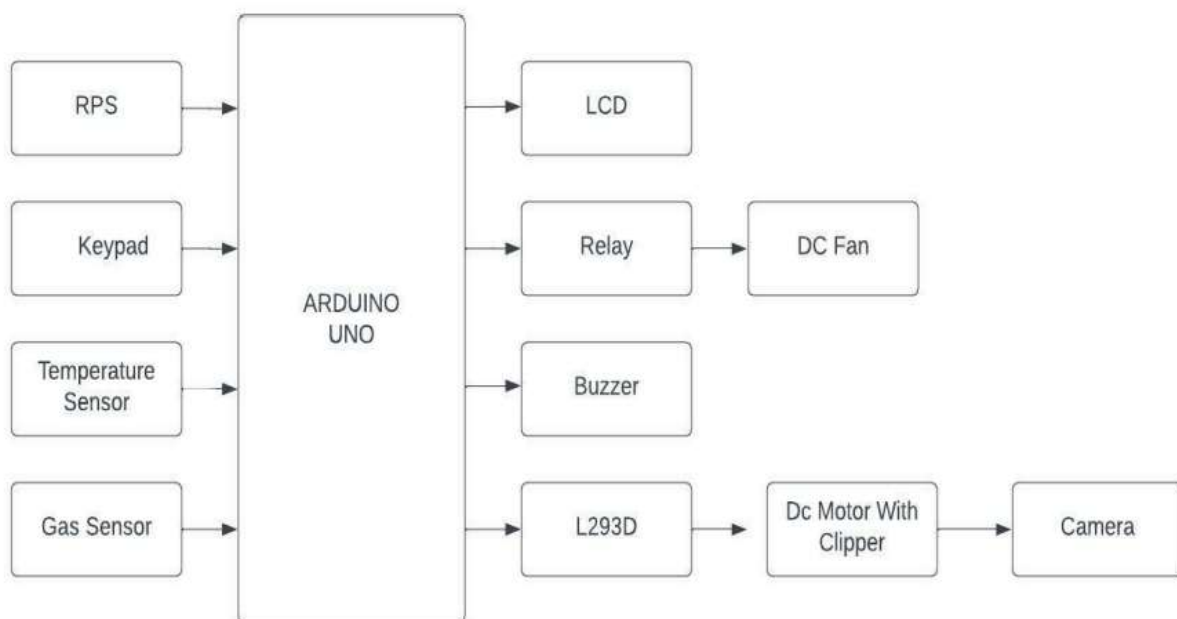 RPS
LCD
Keypad
Relay
DC Fan
ARDUINO
UNO
Temperature
Sensor
Buzzer
Gas Sensor
L293D
Dc Motor With
Clipper
Camera